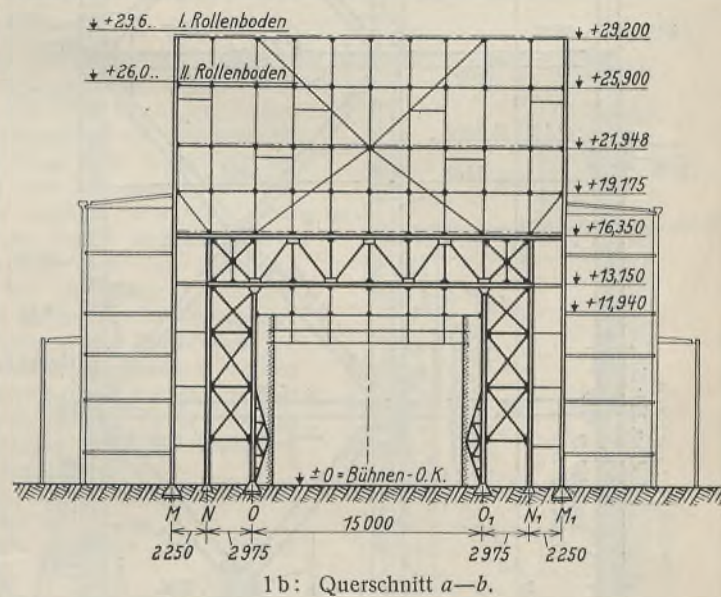 +29,6.. I. Rollenboden
+29,200
+26,0.. II. Rollenboden
+25,900
+21,948
+19,175
+16,350
+13,150
+11,940
± 0 = Bühnen-O.K.
M N O O₁ N₁ M₁
2250 2975 15000 2975 2250
1b: Querschnitt a—b.